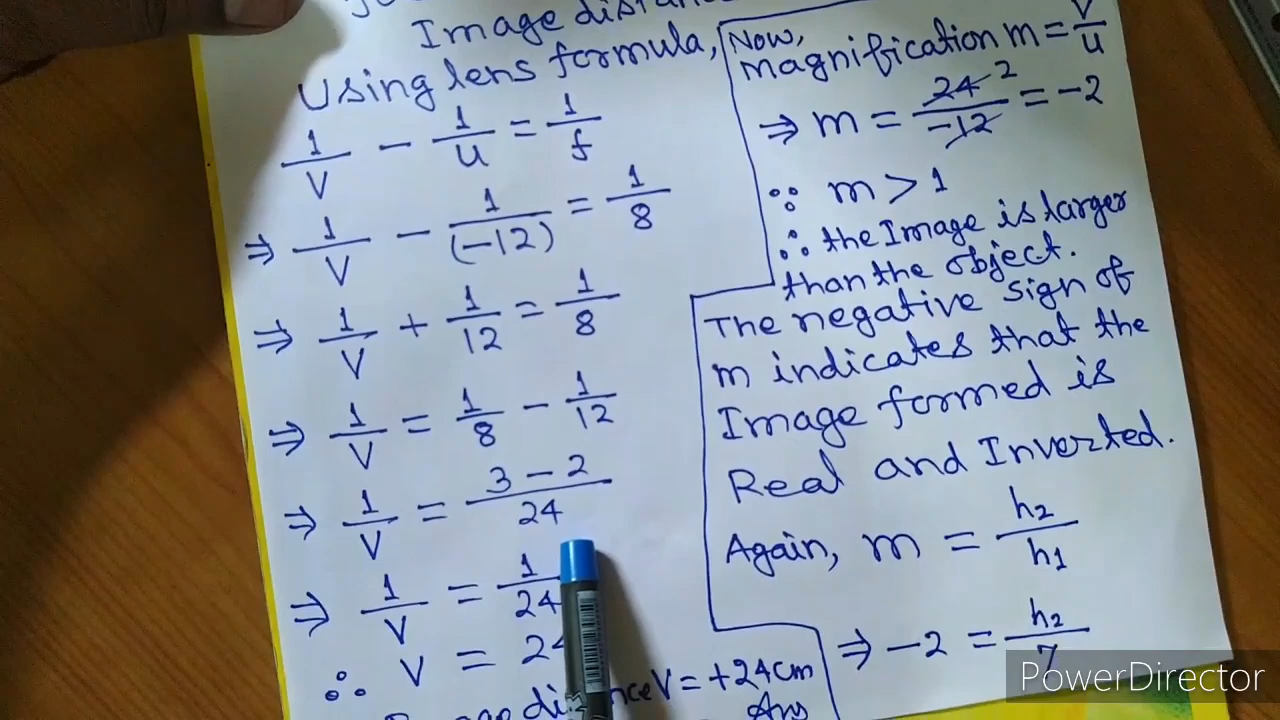 Image distan
Using lens formula,
1/V - 1/u = 1/f
⇒ 1/V - 1/(-12) = 1/8
⇒ 1/V + 1/12 = 1/8
⇒ 1/V = 1/8 - 1/12
⇒ 1/V = 3-2/24
⇒ 1/V = 1/24
∴ V = 24
V = +24cm
Ans
Now,
magnification m = V/u
⇒ m = 24/-12 2 = -2
∵ m > 1
∴ the Image is larger
than the object.
The negative sign of
m indicates that the
Image formed is
Real and Inverted.
Again, m = h2/h1
⇒ -2 = h2/7
PowerDirector